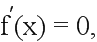 f′(x) = 0,